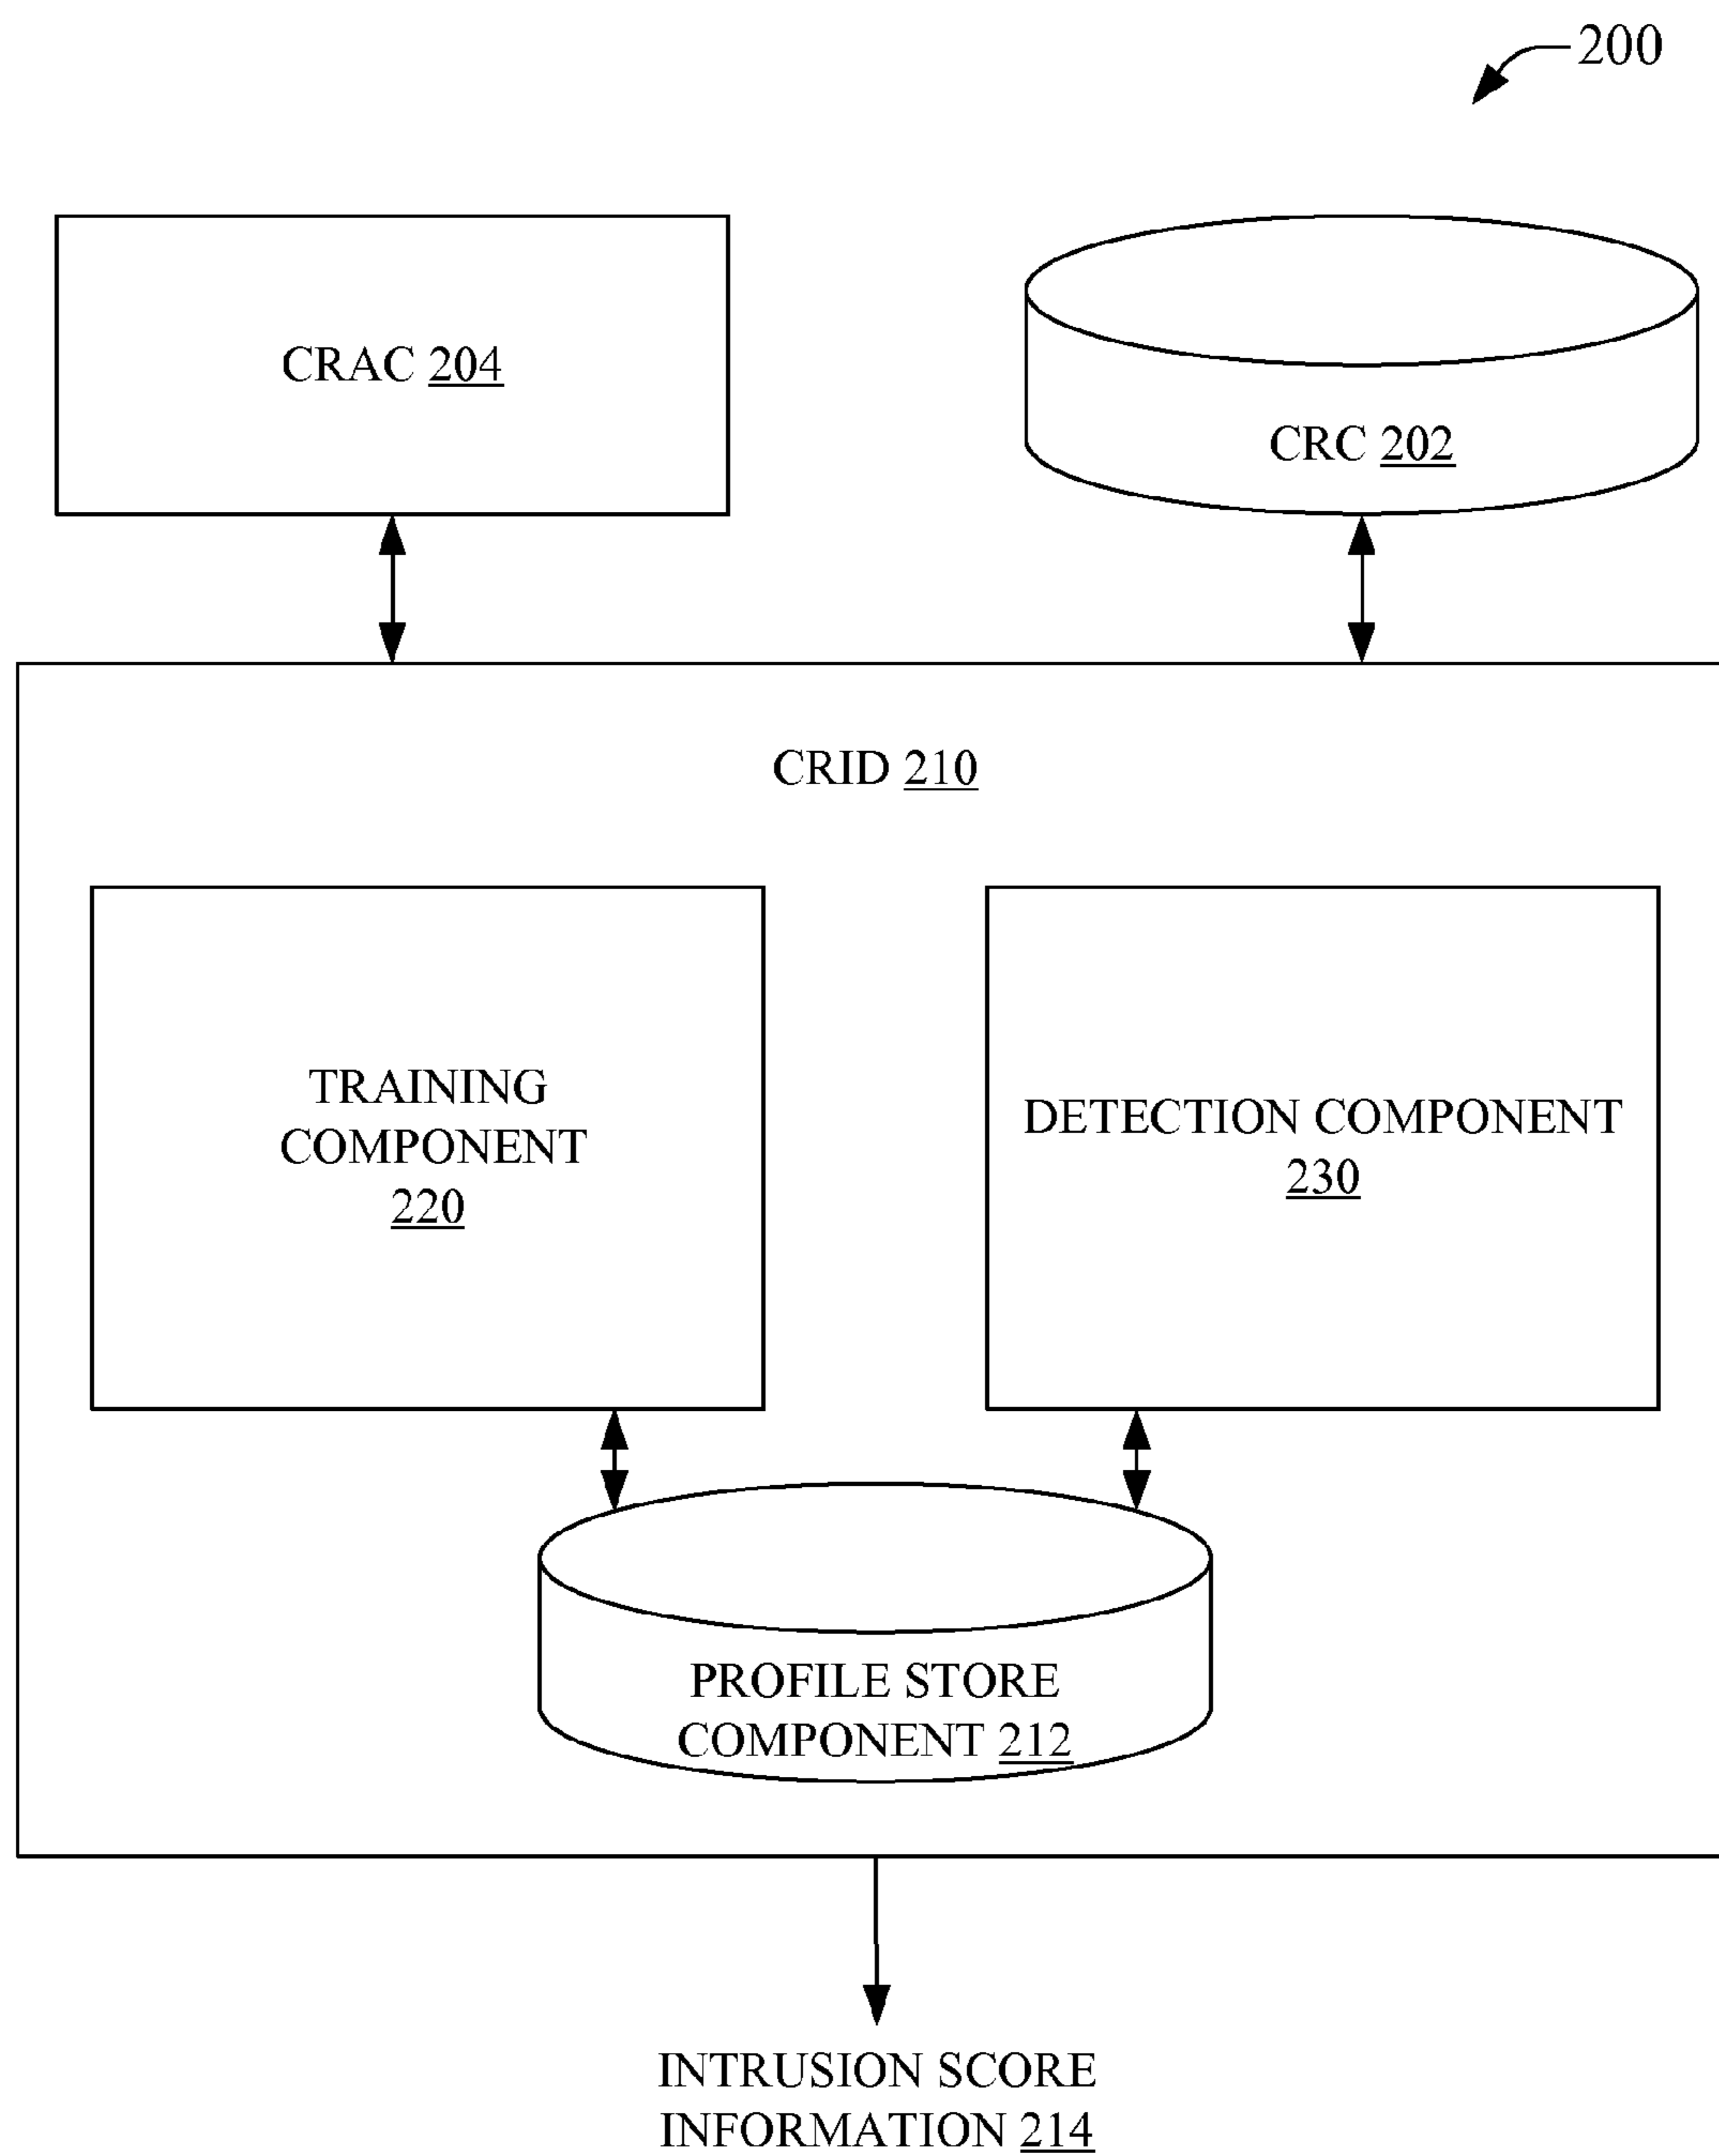 200
CRAC 204
CRC 202
CRID 210
TRAINING
COMPONENT
220
DETECTION COMPONENT
230
PROFILE STORE
COMPONENT 212
INTRUSION SCORE
INFORMATION 214